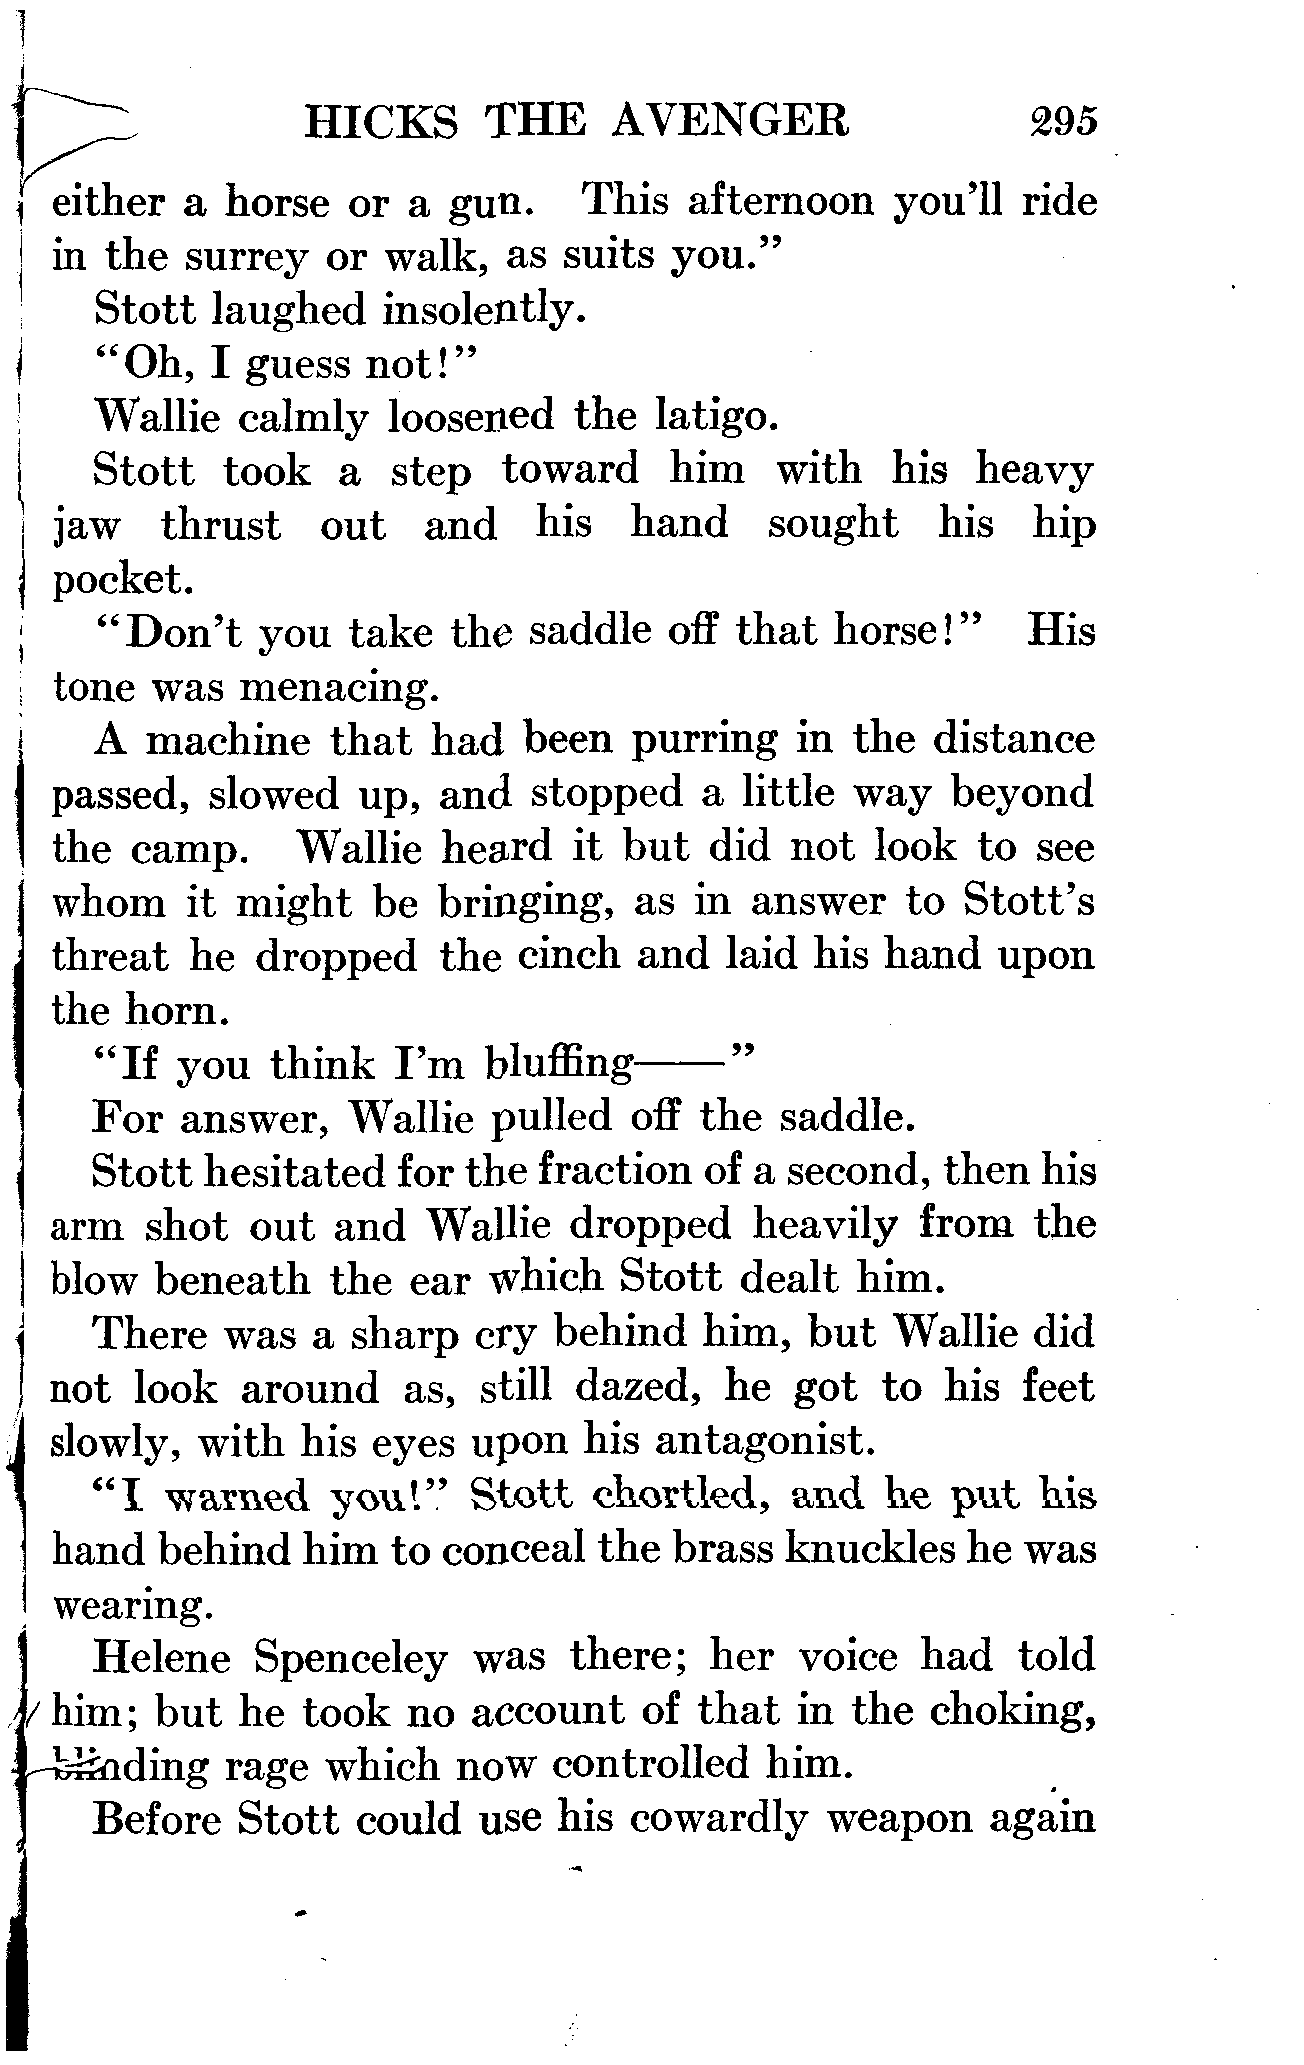 HICKS THE AVENGER 295
either a horse or a gun. This afternoon you'll ride
in the surrey or walk, as suits you."
Stott laughed insolently.
"Oh, I guess not!"
Wallie calmly loosened the latigo.
Stott took a step toward him with his heavy
jaw thrust out and his hand sought his hip
pocket.
"Don't you take the saddle off that horse!" His
tone was menacing.
A machine that had been purring in the distance
passed, slowed up, and stopped a little way beyond
the camp. Wallie heard it but did not look to see
whom it might be bringing, as in answer to Stott's
threat he dropped the cinch and laid his hand upon
the horn.
"If you think I'm bluffing——"
For answer, Wallie pulled off the saddle.
Stott hesitated for the fraction of a second, then his
arm shot out and Wallie dropped heavily from the
blow beneath the ear which Stott dealt him.
There was a sharp cry behind him, but Wallie did
not look around as, still dazed, he got to his feet
slowly, with his eyes upon his antagonist.
"I warned you!" Stott chortled, and he put his
hand behind him to conceal the brass knuckles he was
wearing.
Helene Spenceley was there; her voice had told
him; but he took no account of that in the choking,
blinding rage which now controlled him.
Before Stott could use his cowardly weapon again